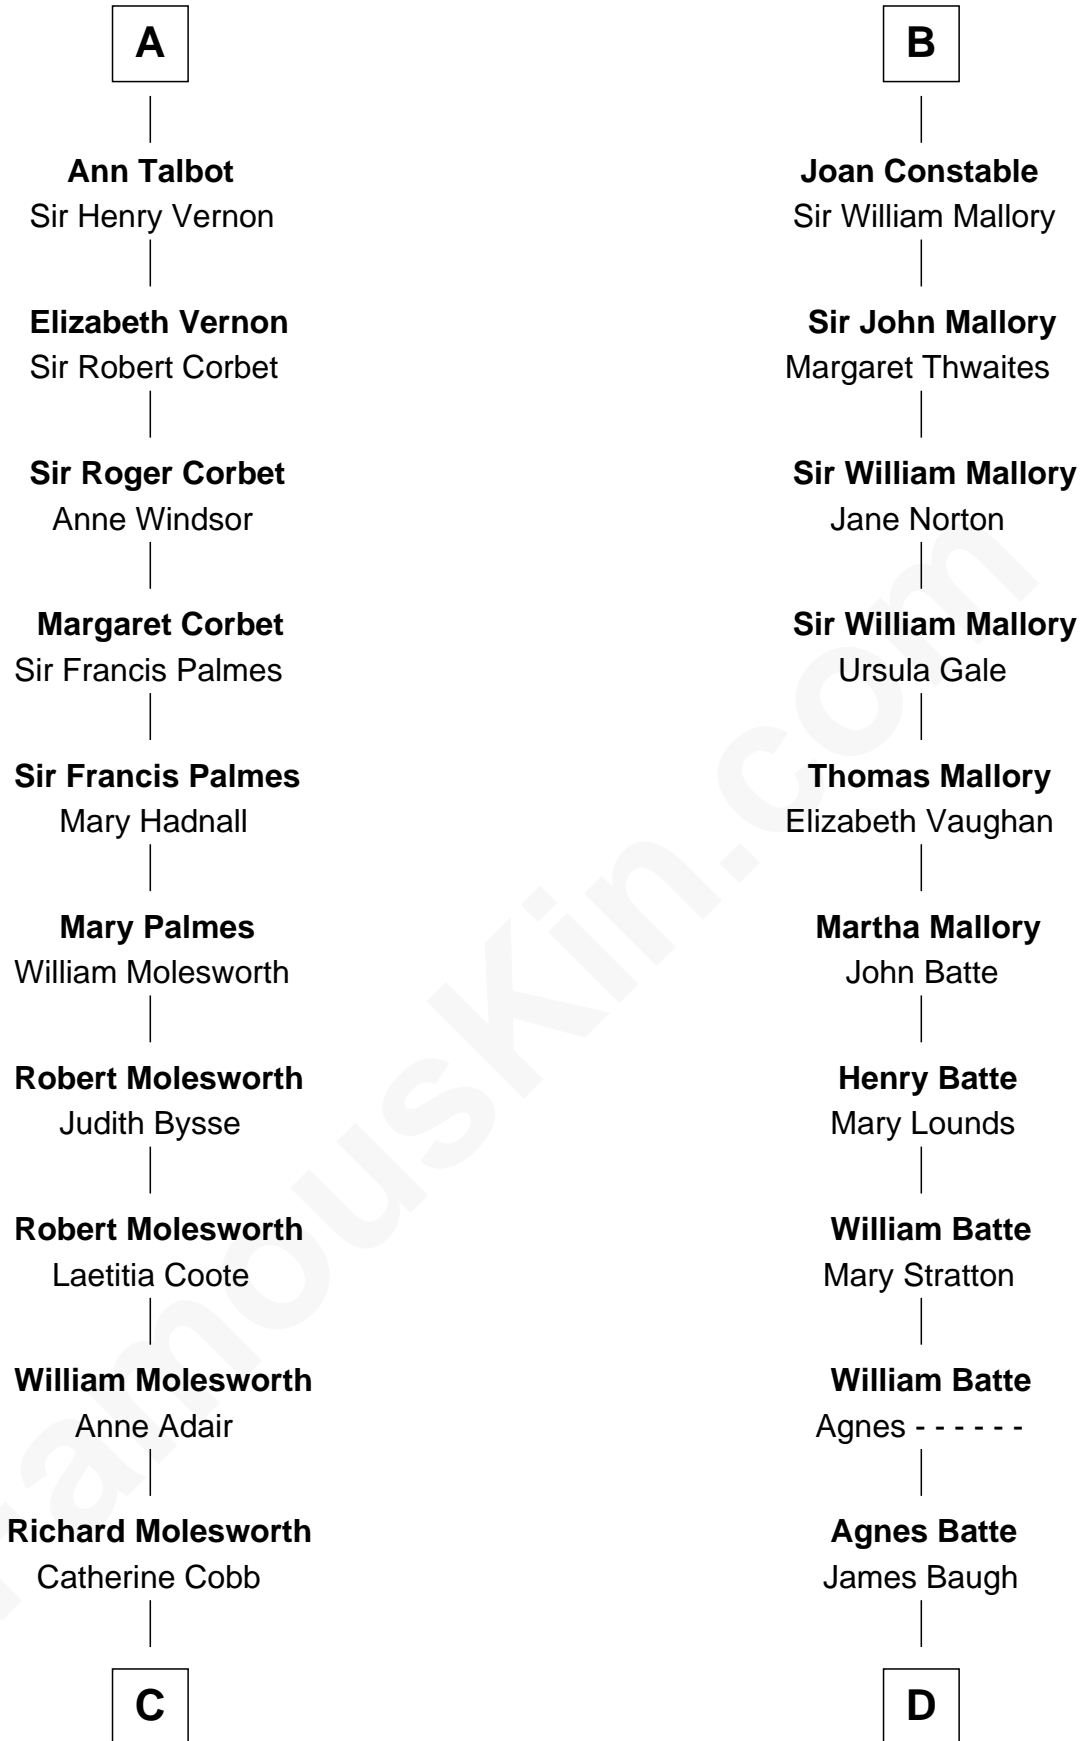 A
Ann Talbot
Sir Henry Vernon
Elizabeth Vernon
Sir Robert Corbet
Sir Roger Corbet
Anne Windsor
Margaret Corbet
Sir Francis Palmes
Sir Francis Palmes
Mary Hadnall
Mary Palmes
William Molesworth
Robert Molesworth
Judith Bysse
Robert Molesworth
Laetitia Coote
William Molesworth
Anne Adair
Richard Molesworth
Catherine Cobb
C
B
Joan Constable
Sir William Mallory
Sir John Mallory
Margaret Thwaites
Sir William Mallory
Jane Norton
Sir William Mallory
Ursula Gale
Thomas Mallory
Elizabeth Vaughan
Martha Mallory
John Batte
Henry Batte
Mary Lounds
William Batte
Mary Stratton
William Batte
Agnes - - - - - -
Agnes Batte
James Baugh
D
FamousKin.com